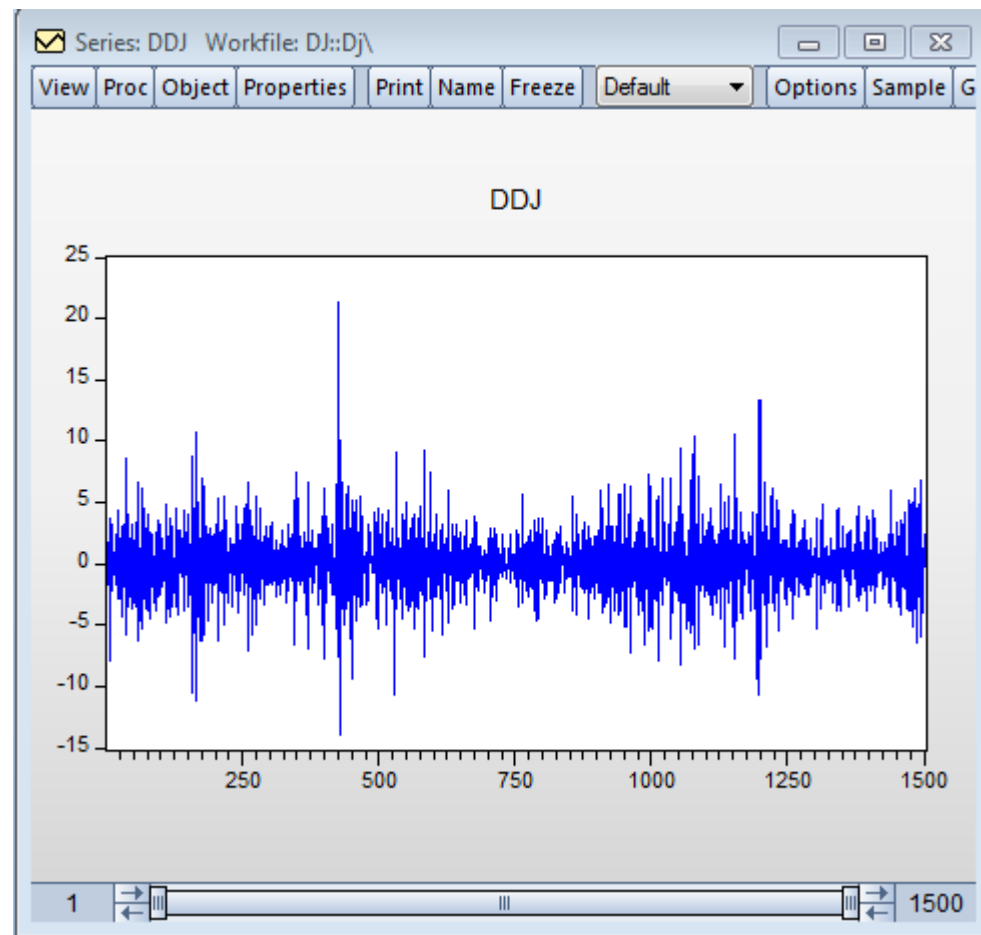 Series: DDJ Workfile: DJ::Dj\
View Proc Object Properties Print Name Freeze Default Options Sample G
DDJ
25
20
15
10
5
0
-5
-10
-15
250 500 750 1000 1250 1500
1 1500